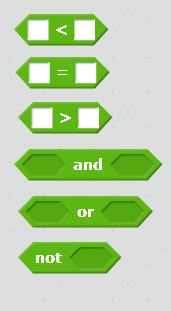 <
=
>
and
or
not